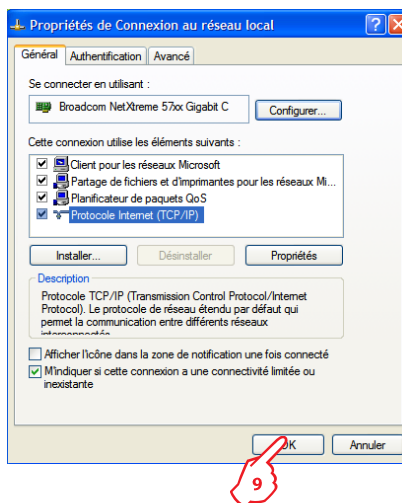 Propriétés de Connexion au réseau local
Général Authentification Avancé
Se connecter en utilisant :
Broadcom NetXtreme 57xx Gigabit C Configurer...
Cette connexion utilise les éléments suivants :
Client pour les réseaux Microsoft
Partage de fichiers et d'imprimantes pour les réseaux Mi...
Planificateur de paquets QoS
Protocole Internet (TCP/IP)
Installer... Désinstaller Propriétés
Description
Protocole TCP/IP (Transmission Control Protocol/Internet
Protocol). Le protocole de réseau étendu par défaut qui
permet la communication entre différents réseaux
interconnectés
Afficher l'icône dans la zone de notification une fois connecté
M'indiquer si cette connexion a une connectivité limitée ou
inexistante
OK Annuler
9